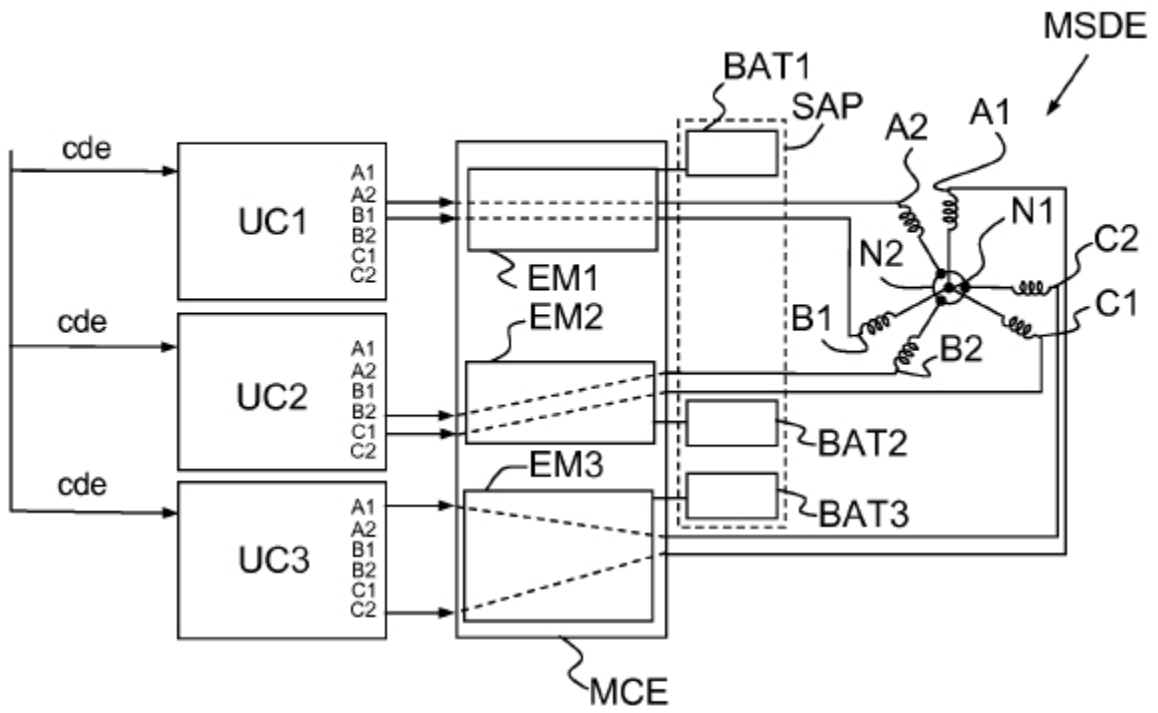 MSDE
BAT1
SAP
A2
A1
cde
UC1
A1
A2
B1
B2
C1
C2
EM1
N1
N2
C2
C1
B1
B2
cde
UC2
A1
A2
B1
B2
C1
C2
EM2
BAT2
cde
UC3
A1
A2
B1
B2
C1
C2
EM3
BAT3
MCE